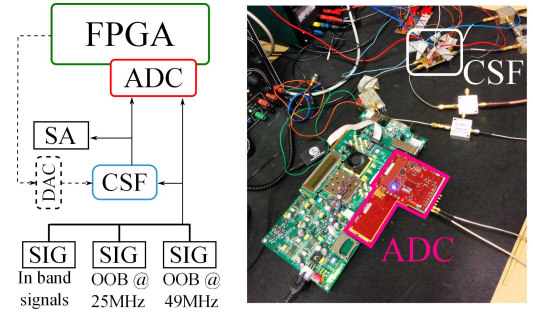 FPGA
ADC
SA
DAC
CSF
SIG
SIG
SIG
In band
signals
OOB @
25MHz
OOB @
49MHz
CSF
ADC